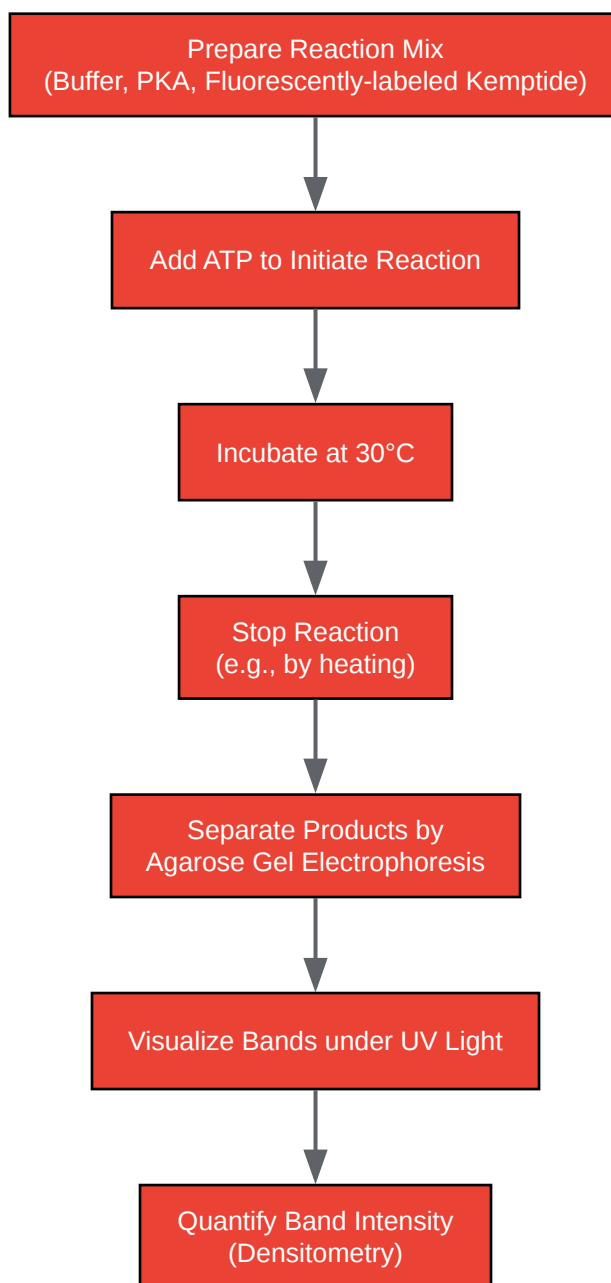 Prepare Reaction Mix
(Buffer, PKA, Fluorescently-labeled Kemptide)
Add ATP to Initiate Reaction
Incubate at 30°C
Stop Reaction
(e.g., by heating)
Separate Products by
Agarose Gel Electrophoresis
Visualize Bands under UV Light
Quantify Band Intensity
(Densitometry)